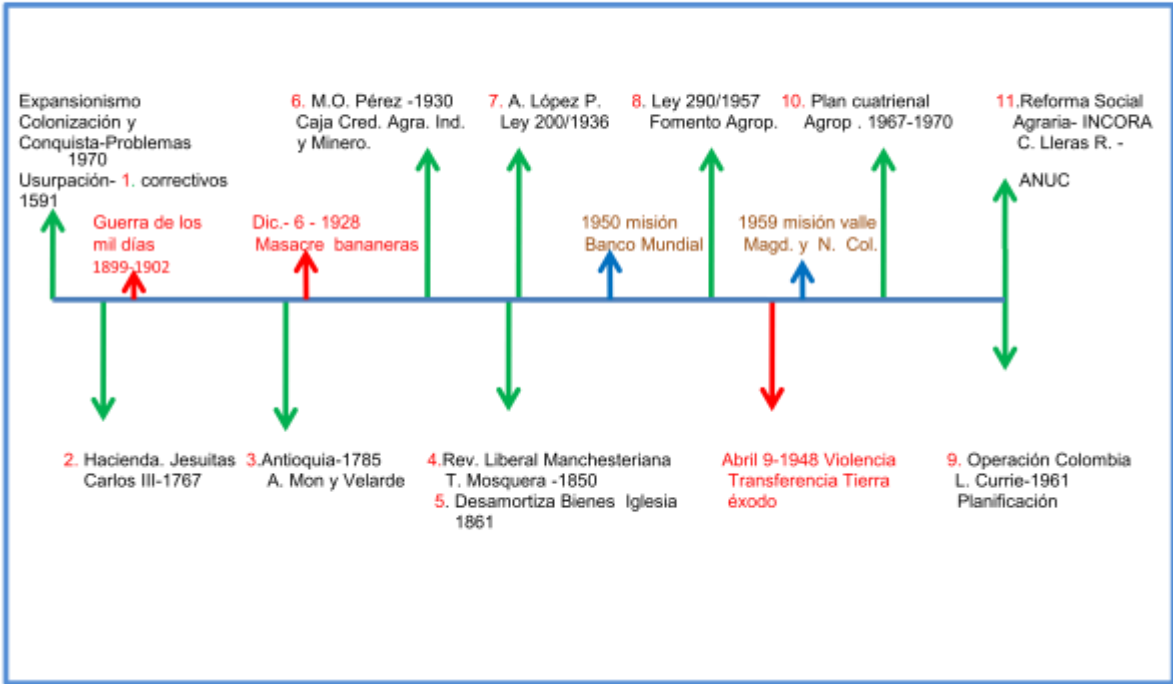 Expansionismo
Colonización y
Conquista-Problemas
1970
Usurpación- 1. correctivos
1591
Guerra de los
mil días
1899-1902
Dic.- 6 - 1928
Masacre bananeras
6. M.O. Pérez -1930
Caja Cred. Agra. Ind.
y Minero.
7. A. López P.
Ley 200/1936
1950 misión
Banco Mundial
8. Ley 290/1957
Fomento Agrop.
1959 misión valle
Magd. y N. Col.
10. Plan cuatrienal
Agrop . 1967-1970
11.Reforma Social
Agraria- INCORA
C. Lleras R. -
ANUC
2. Hacienda. Jesuitas
Carlos III-1767
3.Antioquia-1785
A. Mon y Velarde
4.Rev. Liberal Manchesteriana
T. Mosquera -1850
5. Desamortiza Bienes Iglesia
1861
Abril 9-1948 Violencia
Transferencia Tierra
éxodo
9. Operación Colombia
L. Currie-1961
Planificación